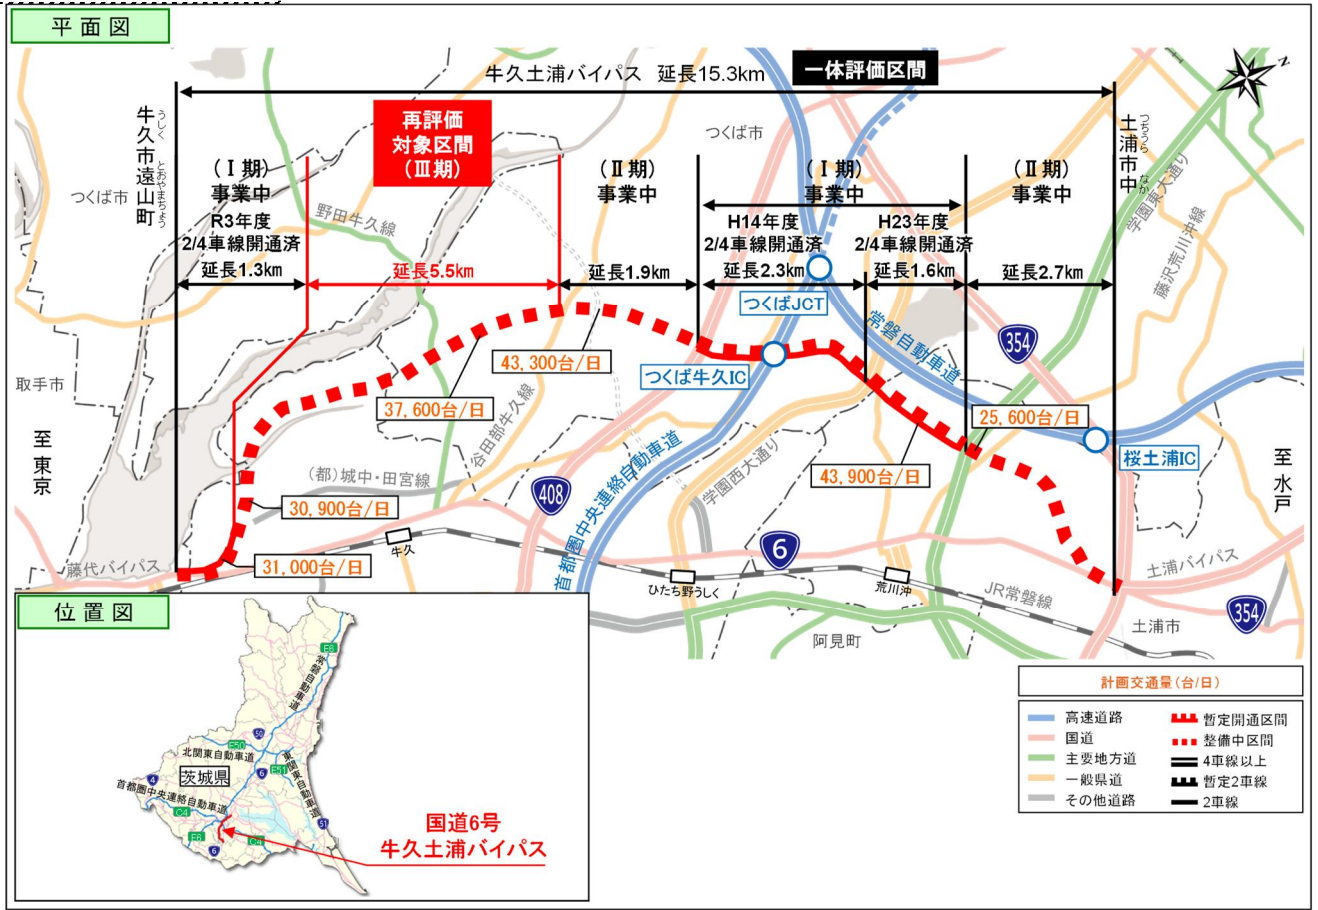 平面図
牛久土浦バイパス 延長15.3km
一体評価区間
N
牛久市遠山町
うしく とおやまちょう
土浦市中
つちうら なか
再評価
対象区間
(Ⅲ期)
つくば市
つくば市
(Ⅰ期)
事業中
R3年度
2/4車線開通済
延長1.3km
延長5.5km
(Ⅱ期)
事業中
延長1.9km
(Ⅰ期)
事業中
H14年度
2/4車線開通済
延長2.3km
H23年度
2/4車線開通済
延長1.6km
(Ⅱ期)
事業中
延長2.7km
野田牛久線
学園東大通り
藤沢荒川沖線
つくばJCT
常磐自動車道
354
取手市
至東京
43,300台/日
つくば牛久IC
37,600台/日
25,600台/日
谷田部牛久線
桜土浦IC
至水戸
(都)城中・田宮線
408
首都圏中央連絡自動車道
学園西大通り
43,900台/日
30,900台/日
31,000台/日
藤代バイパス
牛久
6
ひたち野うしく
荒川沖
JR常磐線
土浦バイパス
354
阿見町
土浦市
位置図
E6
常磐自動車道
50
E50
北関東自動車道
6
E51
東関東自動車道
4
茨城県
首都圏中央連絡自動車道
C4
E6
6
C4
51
国道6号
牛久土浦バイパス
計画交通量(台/日)
高速道路
国道
主要地方道
一般県道
その他道路
暫定開通区間
整備中区間
4車線以上
暫定2車線
2車線